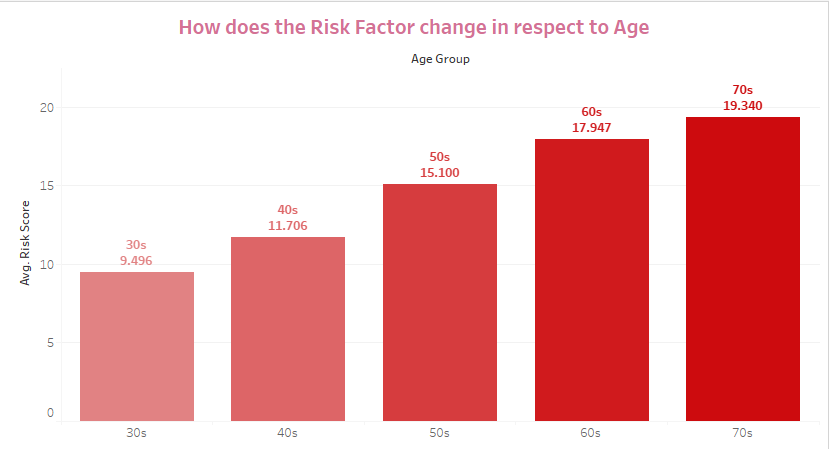 How does the Risk Factor change in respect to Age
Age Group
Avg. Risk Score
20
15
10
5
0
30s
9.496
40s
11.706
50s
15.100
60s
17.947
70s
19.340
30s
40s
50s
60s
70s